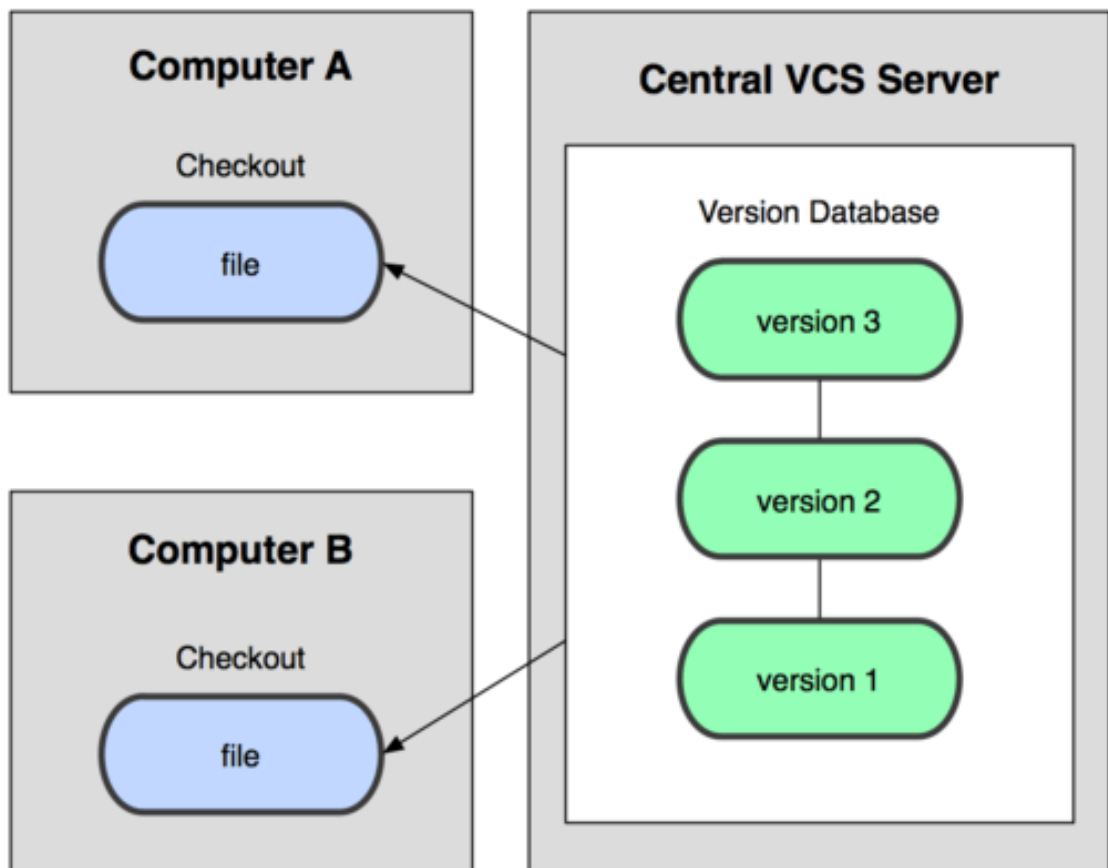 Computer A
Checkout
file
Computer B
Checkout
file
Central VCS Server
Version Database
version 3
version 2
version 1